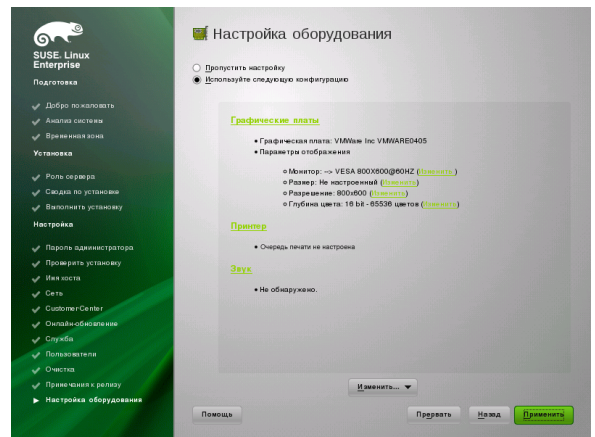 SUSE. Linux
Enterprise
Подготовка
Добро пожаловать
Анализ системы
Временная зона
Установка
Роль сервера
Сводка по установке
Выполнить установку
Настройка
Пароль администратора
Проверить установку
Имя хоста
Сеть
Customer Center
Онлайн-обновление
Служба
Пользователи
Очистка
Примечания к релизу
Настройка оборудования
Настройка оборудования
Пропустить настройку
Используйте следующую конфигурацию
Графические платы
Графическая плата: VMWare Inc VMWARE0405
Параметры отображения
Монитор: --> VESA 800X600@60HZ (Изменить )
Размер: Не настроенный (Изменить)
Разрешение: 800x600 (Изменить)
Глубина цвета: 16 bit - 65536 цветов (Изменить)
Принтер
Очередь печати не настроена
Звук
Не обнаружено.
Изменить...
Помощь Прервать Назад Применить